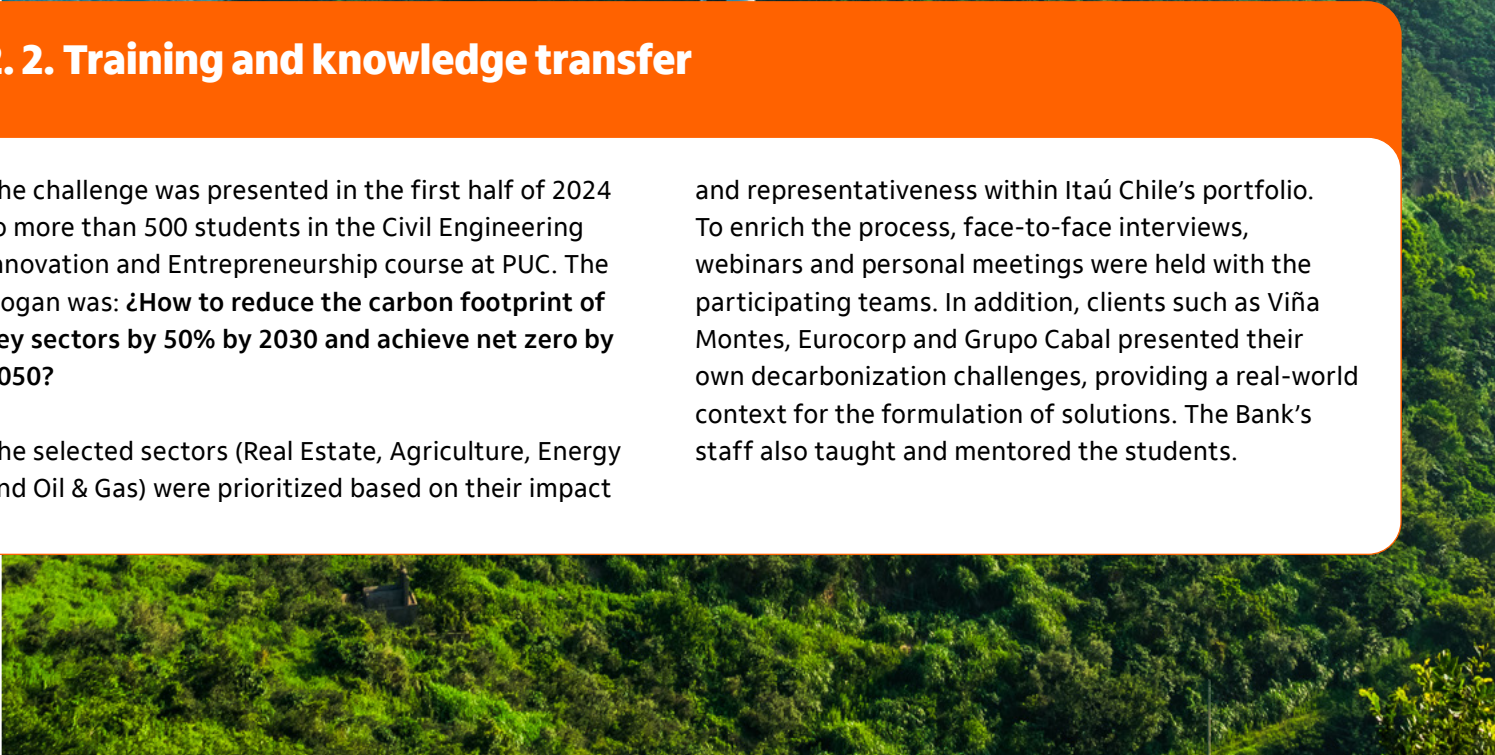 . 2. Training and knowledge transfer
he challenge was presented in the first half of 2024
o more than 500 students in the Civil Engineering
nnovation and Entrepreneurship course at PUC. The
logan was: ¿How to reduce the carbon footprint of
ey sectors by 50% by 2030 and achieve net zero by
050?
he selected sectors (Real Estate, Agriculture, Energy
nd Oil & Gas) were prioritized based on their impact
and representativeness within Itaú Chile’s portfolio.
To enrich the process, face-to-face interviews,
webinars and personal meetings were held with the
participating teams. In addition, clients such as Viña
Montes, Eurocorp and Grupo Cabal presented their
own decarbonization challenges, providing a real-world
context for the formulation of solutions. The Bank’s
staff also taught and mentored the students.